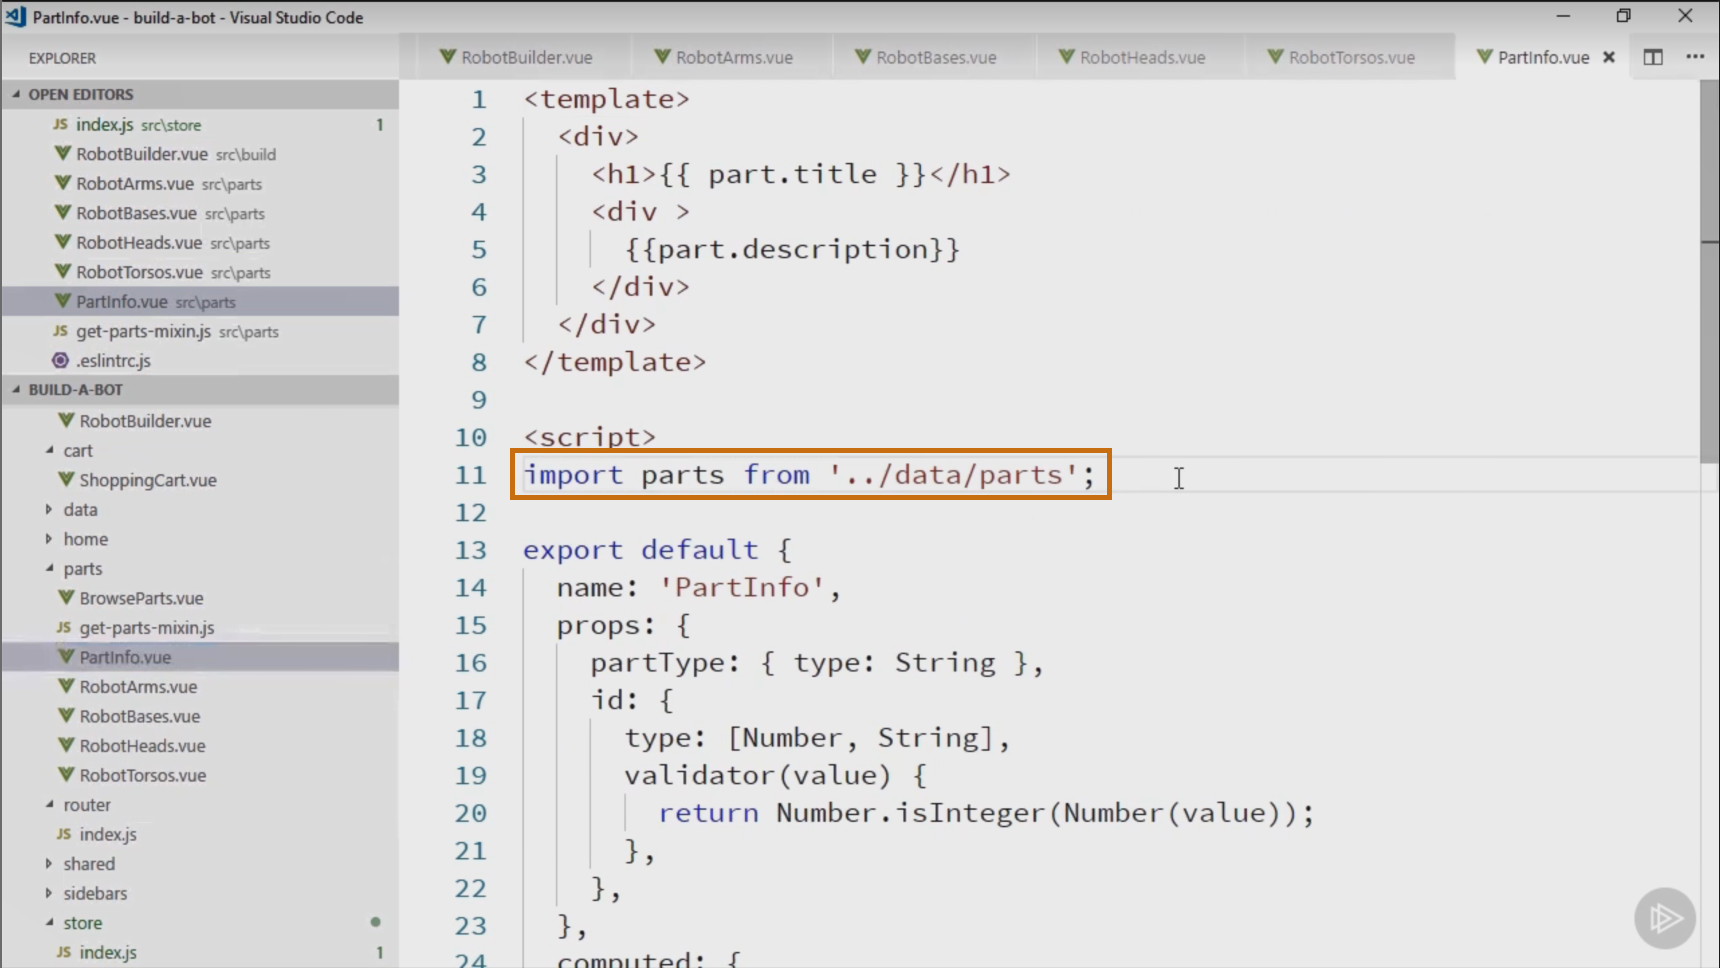 PartInfo.vue - build-a-bot - Visual Studio Code
EXPLORER
RobotBuilder.vue
RobotArms.vue
RobotBases.vue
RobotHeads.vue
RobotTorsos.vue
PartInfo.vue
OPEN EDITORS
JS index.js src\store 1
RobotBuilder.vue src\build
RobotArms.vue src\parts
RobotBases.vue src\parts
RobotHeads.vue src\parts
RobotTorsos.vue src\parts
PartInfo.vue src\parts
JS get-parts-mixin.js src\parts
.eslintrc.js
BUILD-A-BOT
RobotBuilder.vue
cart
ShoppingCart.vue
data
home
parts
BrowseParts.vue
JS get-parts-mixin.js
PartInfo.vue
RobotArms.vue
RobotBases.vue
RobotHeads.vue
RobotTorsos.vue
router
JS index.js
shared
sidebars
store
JS index.js 1
1 <template>
2 <div>
3 <h1>{{ part.title }}</h1>
4 <div >
5 {{part.description}}
6 </div>
7 </div>
8 </template>
9
10 <script>
11 import parts from '../data/parts';
12
13 export default {
14 name: 'PartInfo',
15 props: {
16 partType: { type: String },
17 id: {
18 type: [Number, String],
19 validator(value) {
20 return Number.isInteger(Number(value));
21 },
22 },
23 },
24 computed: {